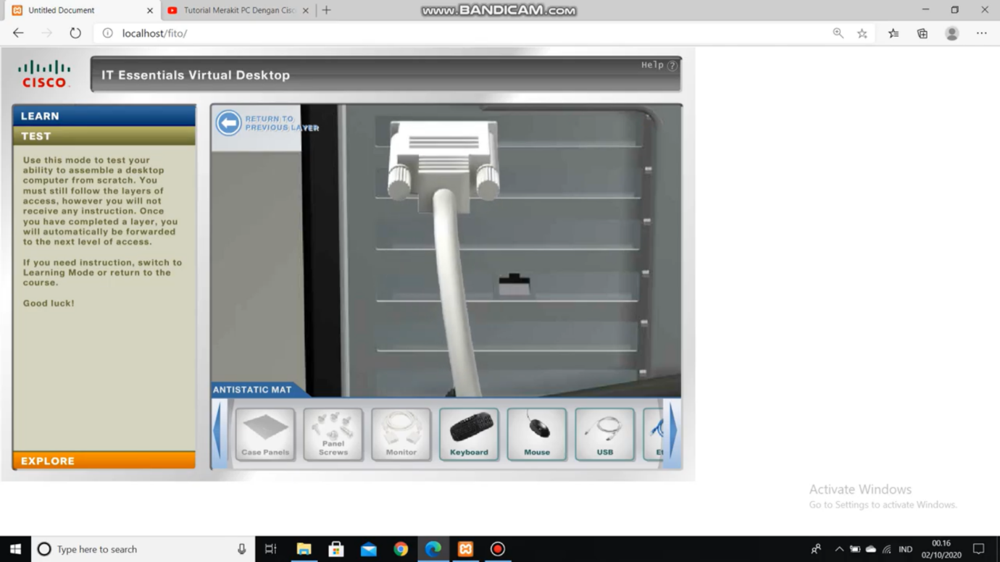 Untitled Document
Tutorial Merakit PC Dengan Cisc
www.BANDICAM.com
localhost/fito/
CISCO
IT Essentials Virtual Desktop
Help ?
LEARN
TEST
Use this mode to test your
ability to assemble a desktop
computer from scratch. You
must still follow the layers of
access, however you will not
receive any instruction. Once
you have completed a layer, you
will automatically be forwarded
to the next level of access.
If you need instruction, switch to
Learning Mode or return to the
course.
Good luck!
EXPLORE
RETURN TO
PREVIOUS LAYER
ANTISTATIC MAT
Case Panels
Panel
Screws
Monitor
Keyboard
Mouse
USB
Activate Windows
Go to Settings to activate Windows.
Type here to search
IND
00.16
02/10/2020